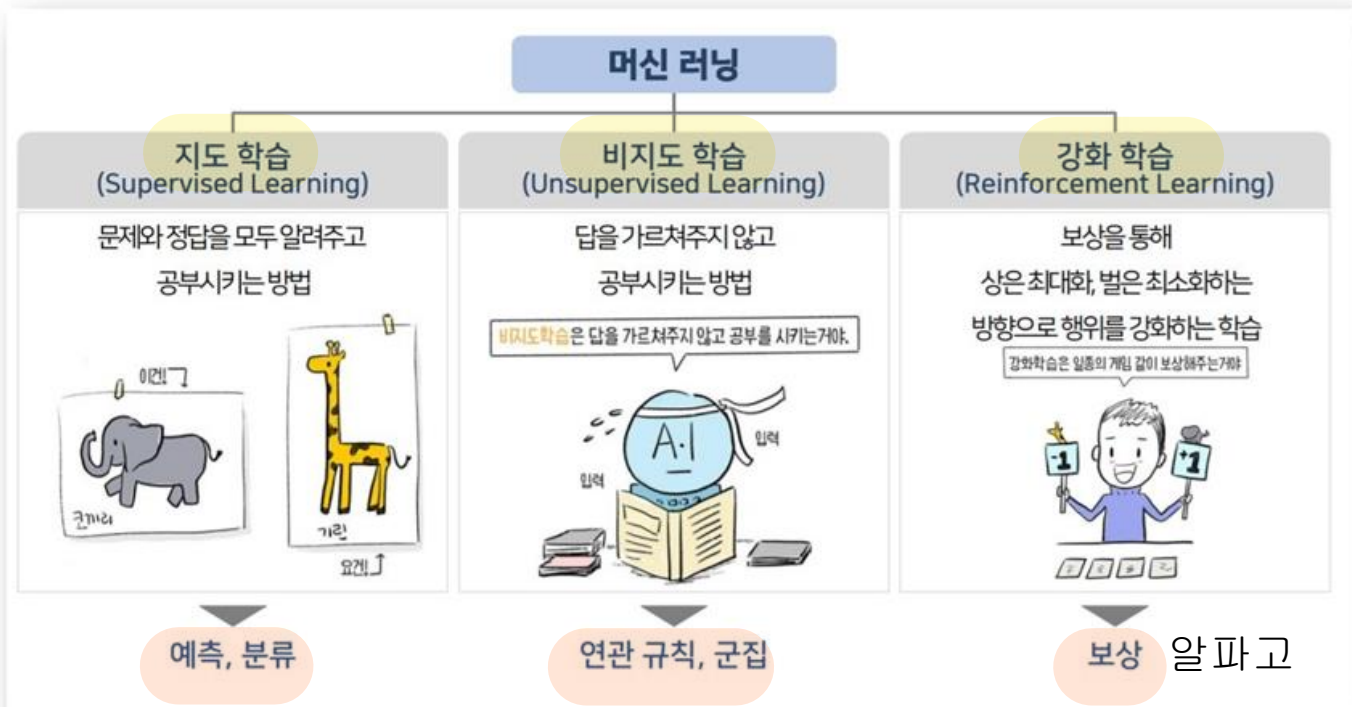 머신 러닝
지도 학습
(Supervised Learning)
문제와 정답을 모두 알려주고
공부시키는 방법
이건!
코끼리
기린
요건!
예측, 분류
비지도 학습
(Unsupervised Learning)
답을 가르쳐주지 않고
공부시키는 방법
비지도학습은 답을 가르쳐주지 않고 공부를 시키는거야.
A.I
입력
입력
연관 규칙, 군집
강화 학습
(Reinforcement Learning)
보상을 통해
상은 최대화, 벌은 최소화하는
방향으로 행위를 강화하는 학습
강화학습은 일종의 게임 같이 보상해주는거야
-1
+1
보상 알파고